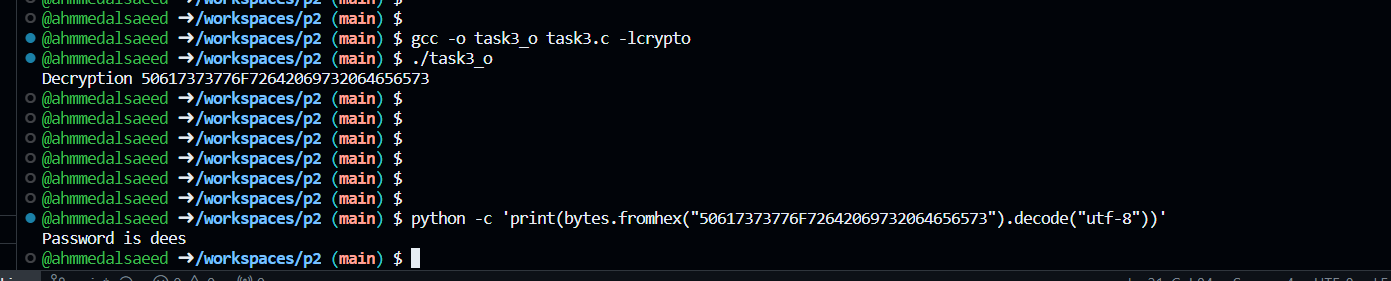 @ahmmedalsaeed ➜/workspaces/p2 (main) $
@ahmmedalsaeed ➜/workspaces/p2 (main) $ gcc -o task3_o task3.c -lcrypto
@ahmmedalsaeed ➜/workspaces/p2 (main) $ ./task3_o
Decryption 50617373776F72642069732064656573
@ahmmedalsaeed ➜/workspaces/p2 (main) $
@ahmmedalsaeed ➜/workspaces/p2 (main) $
@ahmmedalsaeed ➜/workspaces/p2 (main) $
@ahmmedalsaeed ➜/workspaces/p2 (main) $
@ahmmedalsaeed ➜/workspaces/p2 (main) $
@ahmmedalsaeed ➜/workspaces/p2 (main) $
@ahmmedalsaeed ➜/workspaces/p2 (main) $ python -c 'print(bytes.fromhex("50617373776F72642069732064656573").decode("utf-8"))'
Password is dees
@ahmmedalsaeed ➜/workspaces/p2 (main) $